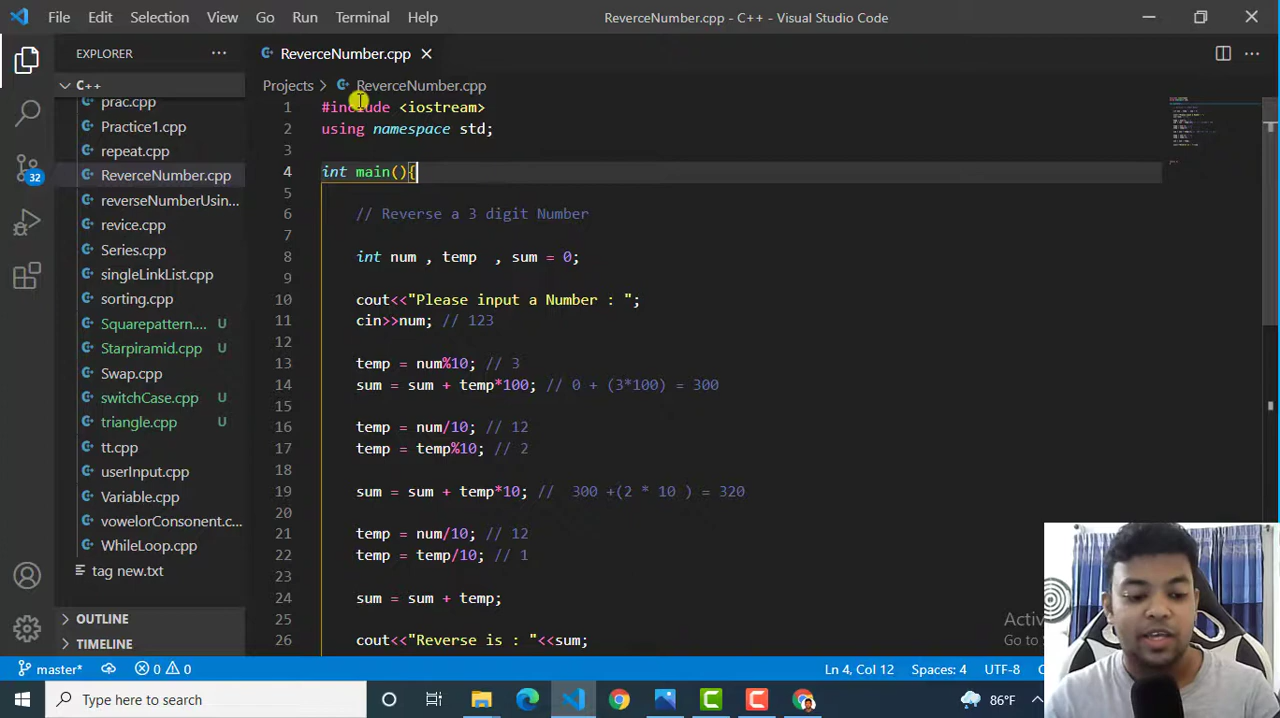 File Edit Selection View Go Run Terminal Help ReverceNumber.cpp - C++ - Visual Studio Code
EXPLORER
C++
prac.cpp
Practice1.cpp
repeat.cpp
ReverceNumber.cpp
reverseNumberUsin...
revice.cpp
Series.cpp
singleLinkList.cpp
sorting.cpp
Squarepattern.... U
Starpiramid.cpp U
Swap.cpp
switchCase.cpp U
triangle.cpp U
tt.cpp
userInput.cpp
Variable.cpp
vowelorConsonent.c...
WhileLoop.cpp
tag new.txt
OUTLINE
TIMELINE
32
ReverceNumber.cpp
Projects > ReverceNumber.cpp
1 #include <iostream>
2 using namespace std;
3
4 int main(){
5
6 // Reverse a 3 digit Number
7
8 int num , temp  , sum = 0;
9
10 cout<<"Please input a Number : ";
11 cin>>num; // 123
12
13 temp = num%10; // 3
14 sum = sum + temp*100; // 0 + (3*100) = 300
15
16 temp = num/10; // 12
17 temp = temp%10; // 2
18
19 sum = sum + temp*10; //  300 +(2 * 10 ) = 320
20
21 temp = num/10; // 12
22 temp = temp/10; // 1
23
24 sum = sum + temp;
25
26 cout<<"Reverse is : "<<sum;
Activ
Go to
master* 0 0 Ln 4, Col 12 Spaces: 4 UTF-8
Type here to search 86°F